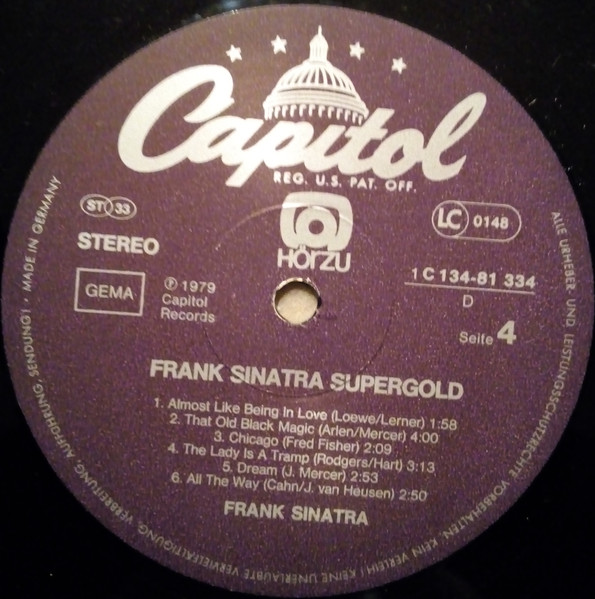 Capitol
REG. U.S. PAT. OFF.
ST 33
LC 0148
STEREO
HÖRZU
GEMA
℗ 1979
Capitol
Records
1 C 134-81 334
D
Seite 4
FRANK SINATRA SUPERGOLD
1. Almost Like Being In Love (Loewe/Lerner) 1:58
2. That Old Black Magic (Arlen/Mercer) 4:00
3. Chicago (Fred Fisher) 2:09
4. The Lady Is A Tramp (Rodgers/Hart) 3:13
5. Dream (J. Mercer) 2:53
6. All The Way (Cahn/J. van Heusen) 2:50
FRANK SINATRA
ALLE URHEBER- UND LEISTUNGSSCHUTZRECHTE VORBEHALTEN. KEIN VERLEIH! KEINE UNERLAUBTE VERVIELFÄLTIGUNG, VERBREITUNG, AUFFÜHRUNG, SENDUNG! • MADE IN GERMANY